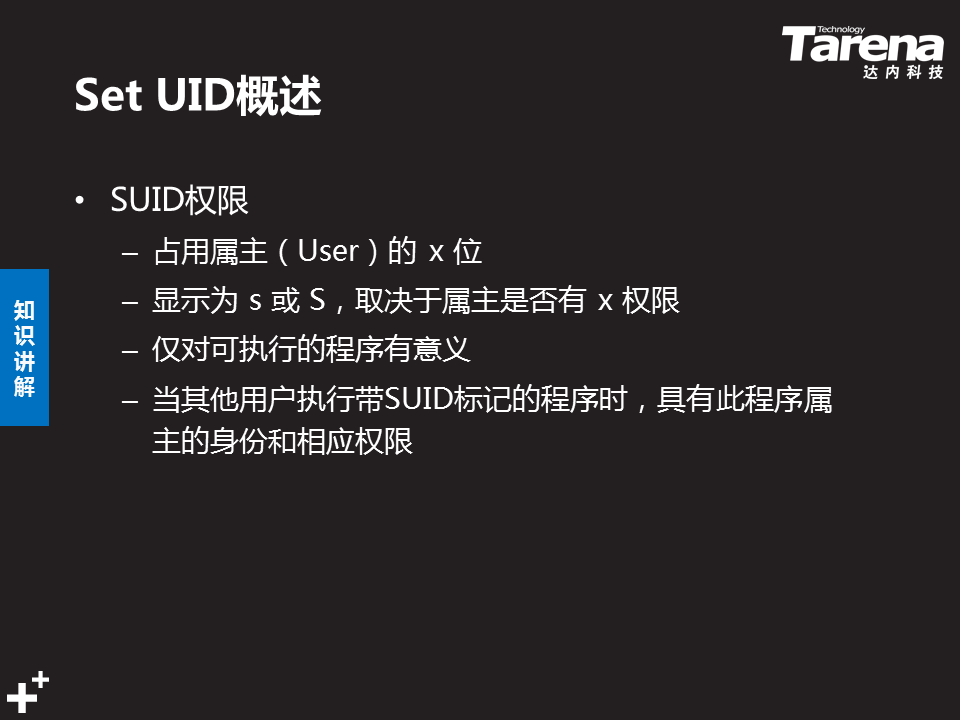 Technology
Tarena
达内科技
Set UID概述
• SUID权限
– 占用属主（User）的 x 位
– 显示为 s 或 S，取决于属主是否有 x 权限
– 仅对可执行的程序有意义
– 当其他用户执行带SUID标记的程序时，具有此程序属
主的身份和相应权限
知
识
讲
解